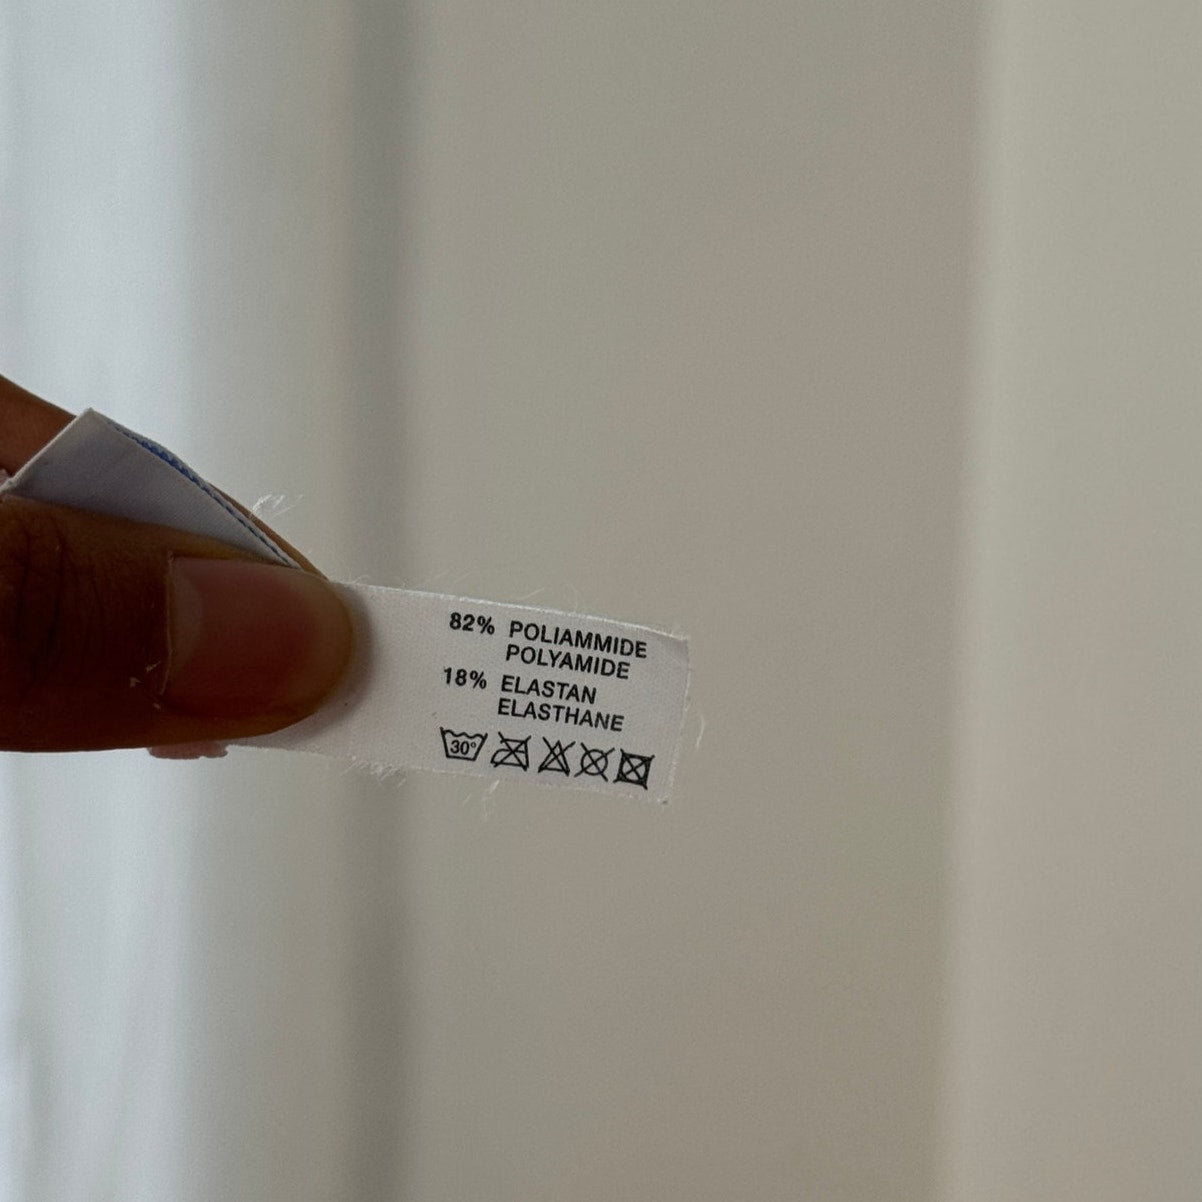 82% POLIAMMIDE
POLYAMIDE
18% ELASTAN
ELASTHANE
30°